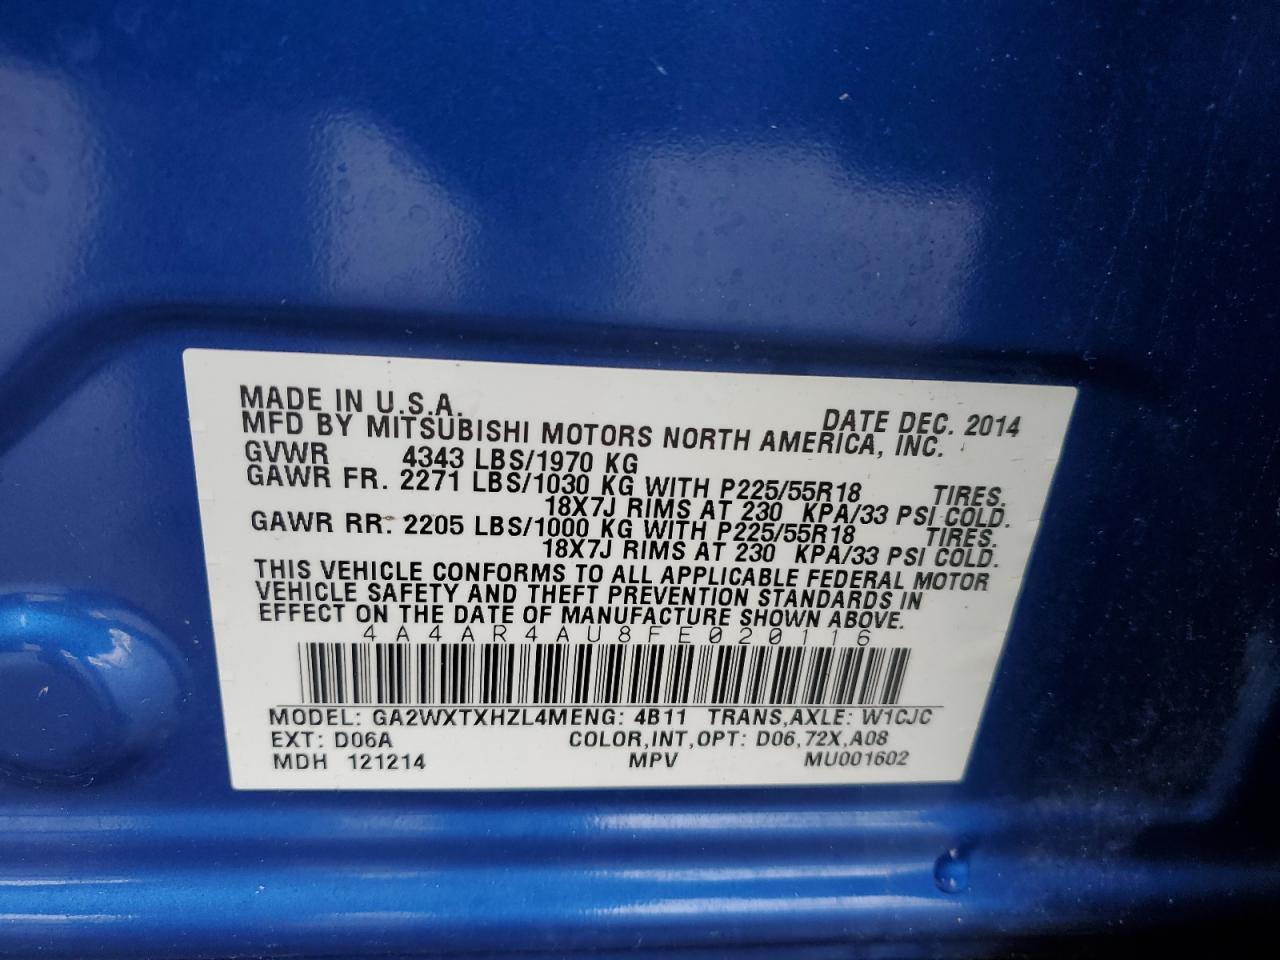 MADE IN U.S.A. DATE DEC. 2014
MFD BY MITSUBISHI MOTORS NORTH AMERICA, INC.
GVWR 4343 LBS/1970 KG
GAWR FR. 2271 LBS/1030 KG WITH P225/55R18 TIRES.
18X7J RIMS AT 230 KPA/33 PSI COLD.
GAWR RR. 2205 LBS/1000 KG WITH P225/55R18 TIRES.
18X7J RIMS AT 230 KPA/33 PSI COLD.
THIS VEHICLE CONFORMS TO ALL APPLICABLE FEDERAL MOTOR
VEHICLE SAFETY AND THEFT PREVENTION STANDARDS IN
EFFECT ON THE DATE OF MANUFACTURE SHOWN ABOVE.
4A4AR4AU8FE020116
MODEL: GA2WXTXHZL4MENG: 4B11 TRANS,AXLE: W1CJC
EXT: D06A COLOR,INT,OPT: D06,72X,A08
MDH 121214 MPV MU001602